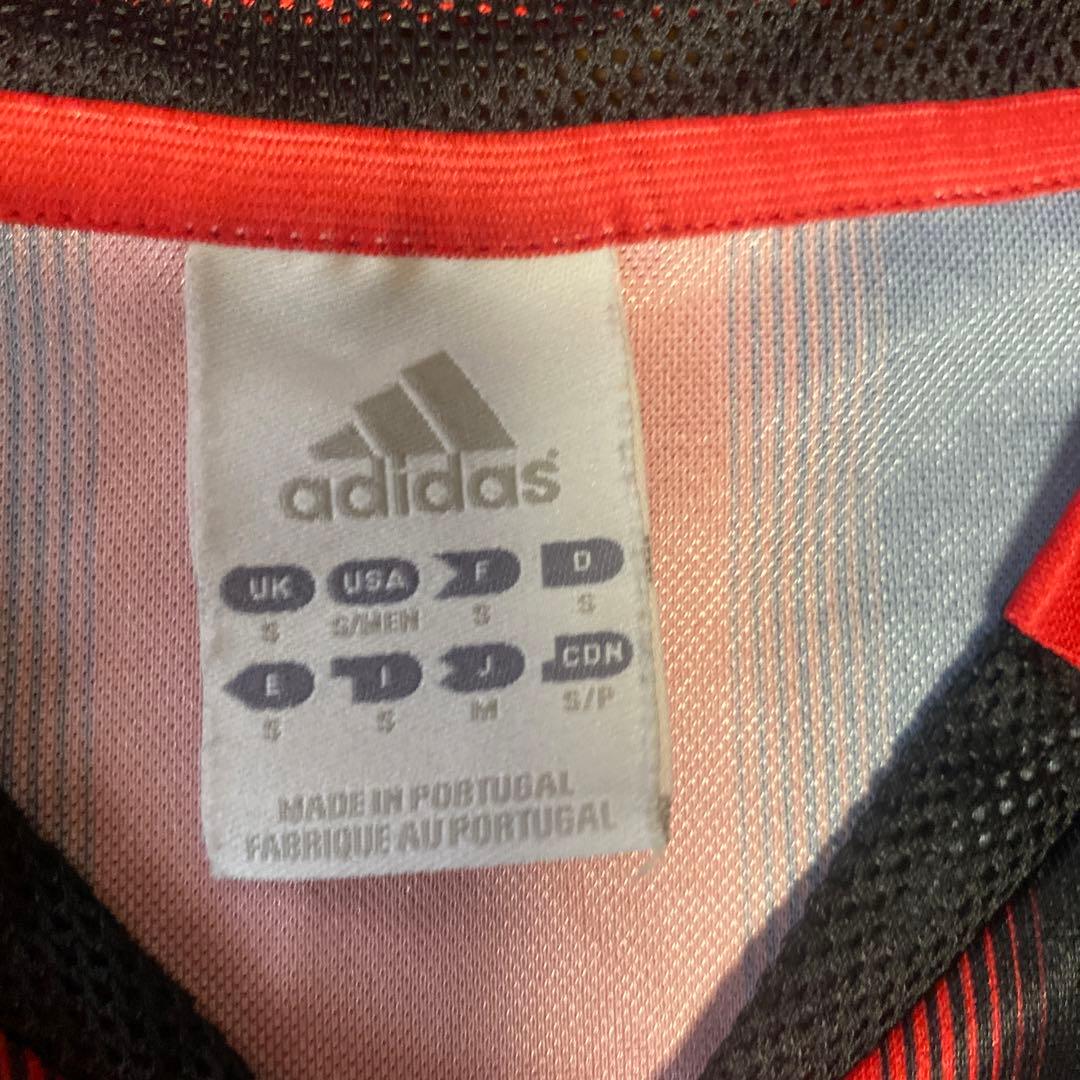 adidas
UK USA F D
S S/MEN S S
E I J CDN
S S M S/P
MADE IN PORTUGAL
FABRIQUE AU PORTUGAL